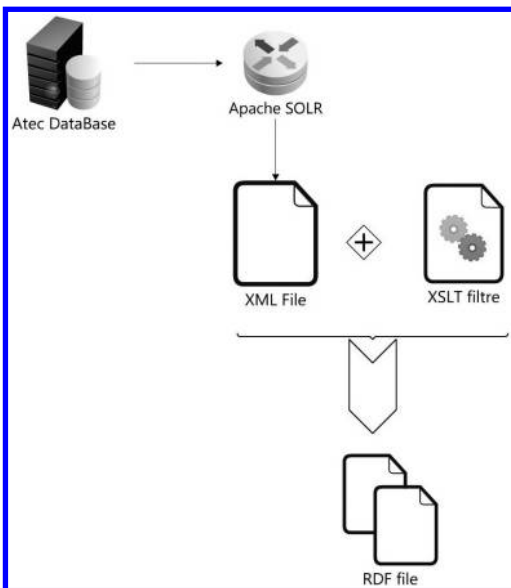 Atec DataBase
Apache SOLR
XML File
XSLT filtre
RDF file